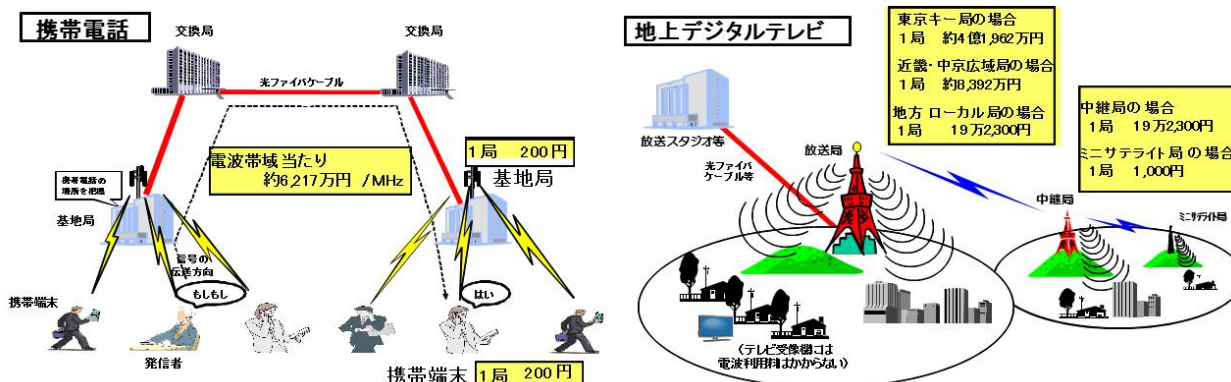 携帯電話
交換局
交換局
光ファイバケーブル
電波帯域当たり
約6,217万円 /MHz
1局 200円
基地局
携帯電話の
場所を把握
基地局
信号の
伝送方向
もしもし
はい
携帯端末
発信者
携帯端末 1局 200円
地上デジタルテレビ
東京キー局の場合
1局 約4億1,962万円
近畿・中京広域局の場合
1局 約8,392万円
地方 ローカル局の場合
1局 19万2,300円
中継局の場合
1局 19万2,300円
ミニサテライト局の場合
1局 1,000円
放送スタジオ等
光ファイバ
ケーブル等
放送局
中継局
ミニサテライト局
(テレビ受像機には
電波利用料はかからない)